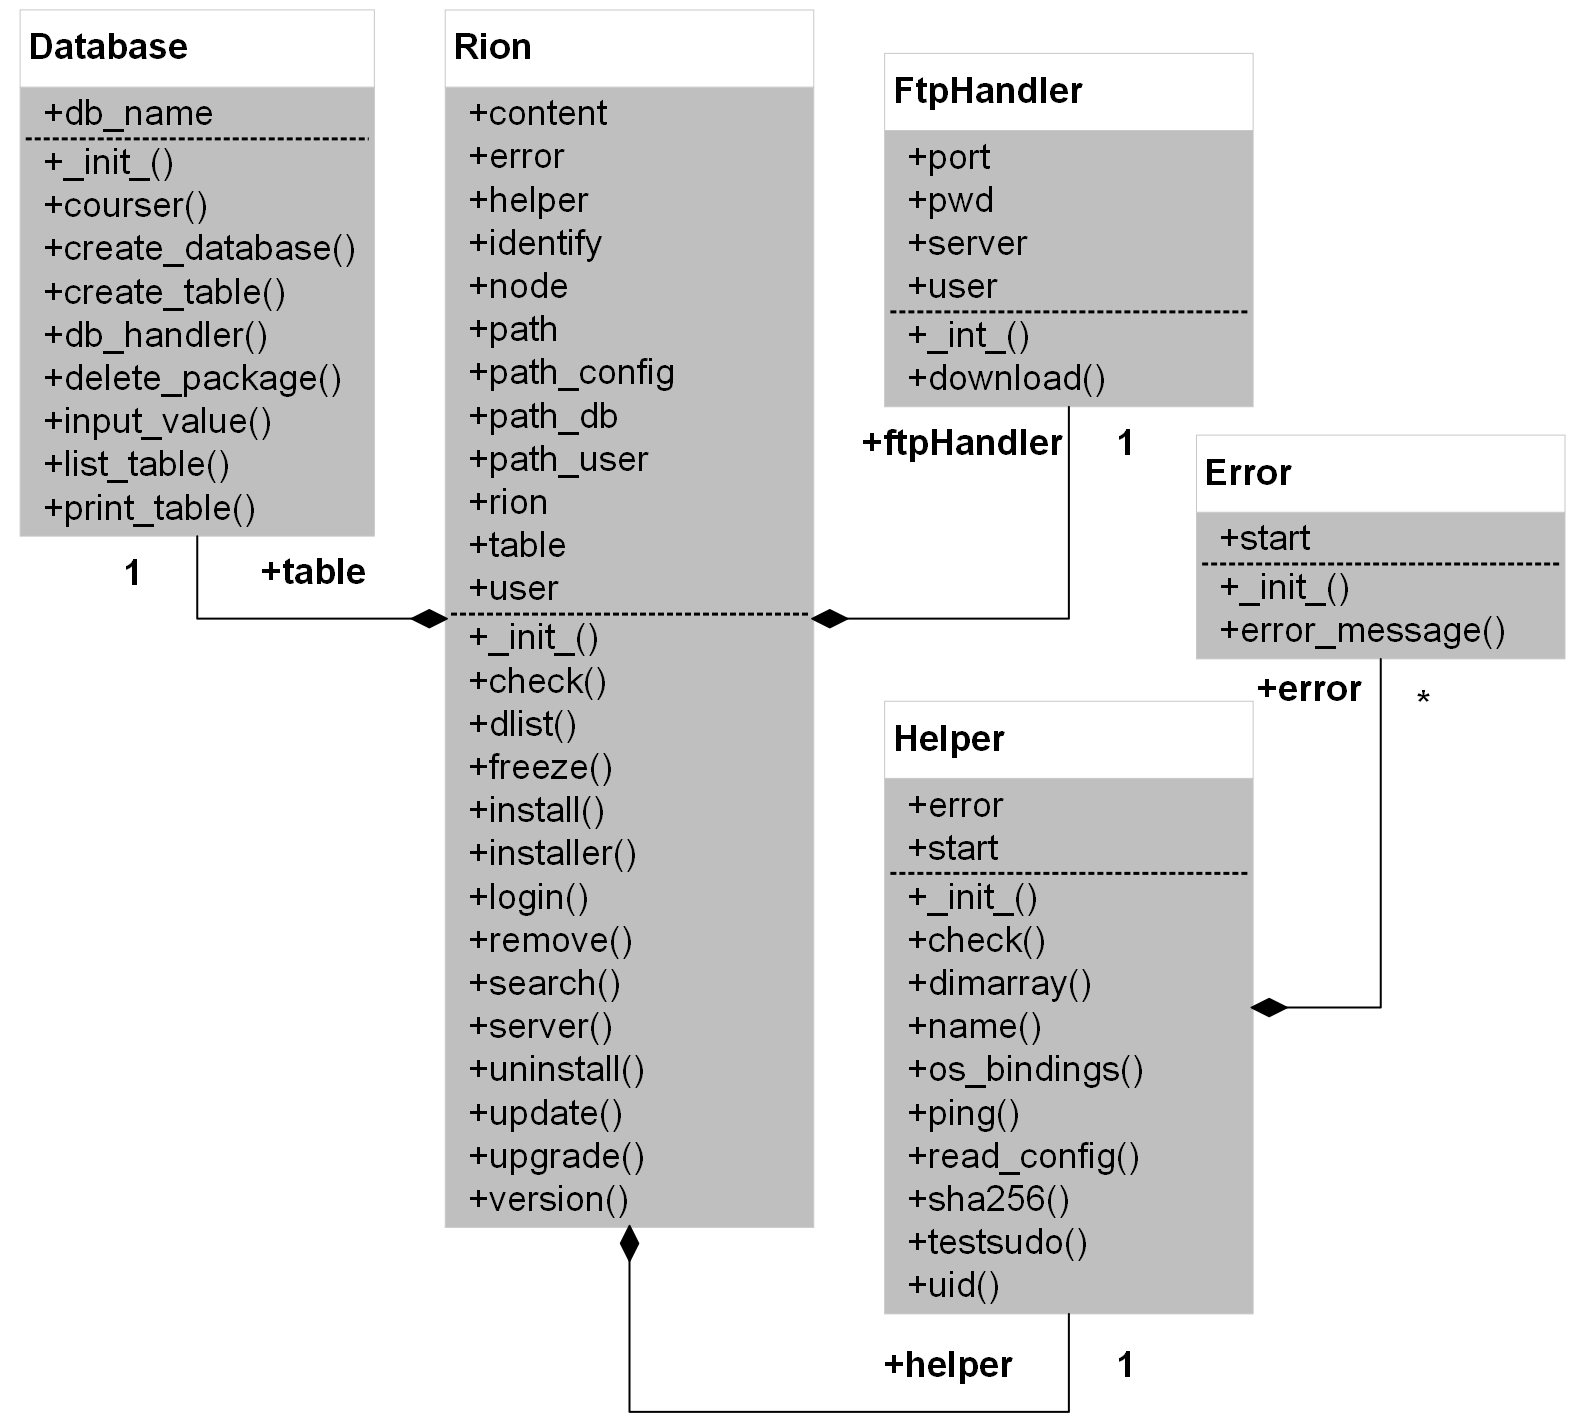 Database
+db_name
+_init_()
+courser()
+create_database()
+create_table()
+db_handler()
+delete_package()
+input_value()
+list_table()
+print_table()
1
+table
Rion
+content
+error
+helper
+identify
+node
+path
+path_config
+path_db
+path_user
+rion
+table
+user
+_init_()
+check()
+dlist()
+freeze()
+install()
+installer()
+login()
+remove()
+search()
+server()
+uninstall()
+update()
+upgrade()
+version()
FtpHandler
+port
+pwd
+server
+user
+_int_()
+download()
+ftpHandler 1
Error
+start
+_init_()
+error_message()
+error *
Helper
+error
+start
+_init_()
+check()
+dimarray()
+name()
+os_bindings()
+ping()
+read_config()
+sha256()
+testsudo()
+uid()
+helper 1